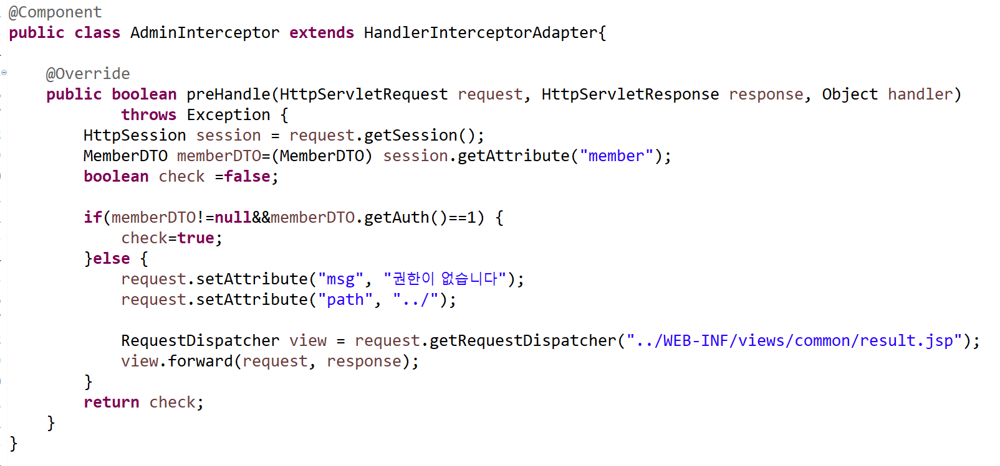 @Component
public class AdminInterceptor extends HandlerInterceptorAdapter{
@Override
public boolean preHandle(HttpServletRequest request, HttpServletResponse response, Object handler)
throws Exception {
HttpSession session = request.getSession();
MemberDTO memberDTO=(MemberDTO) session.getAttribute("member");
boolean check =false;
if(memberDTO!=null&&memberDTO.getAuth()==1) {
check=true;
}else {
request.setAttribute("msg", "권한이 없습니다");
request.setAttribute("path", "../");
RequestDispatcher view = request.getRequestDispatcher("../WEB-INF/views/common/result.jsp");
view.forward(request, response);
}
return check;
}
}